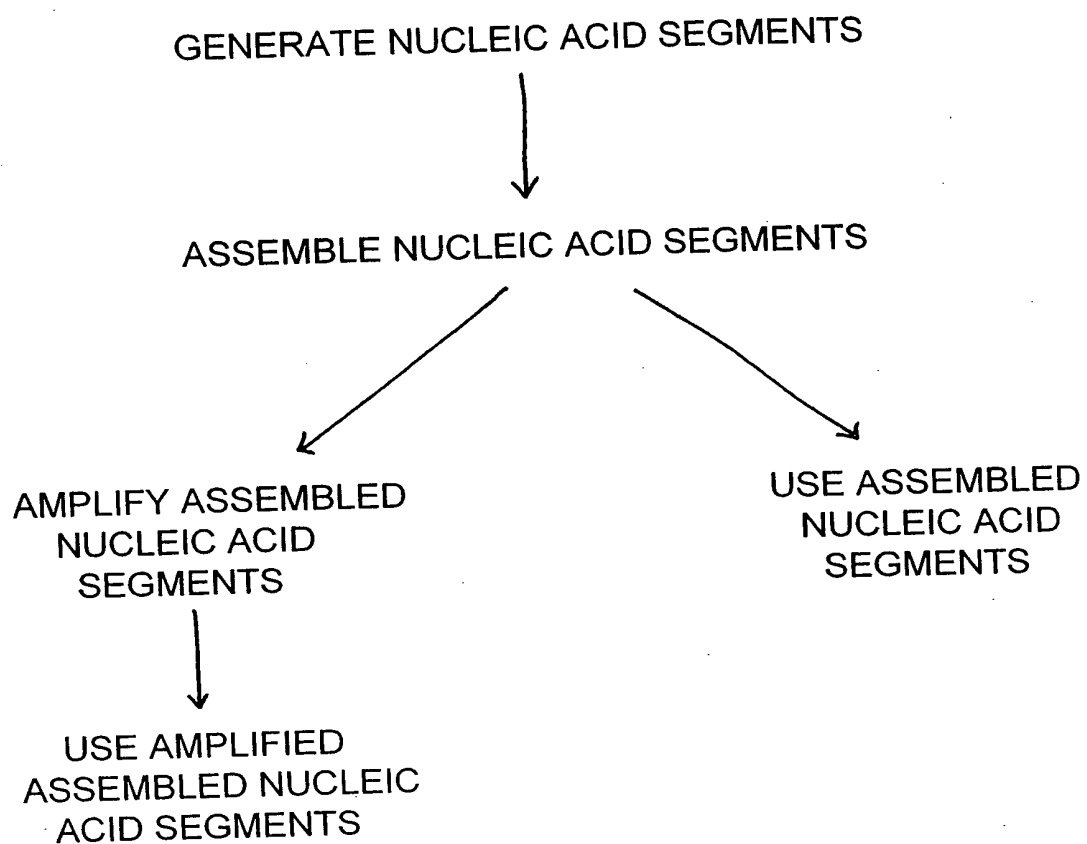 GENERATE NUCLEIC ACID SEGMENTS
ASSEMBLE NUCLEIC ACID SEGMENTS
AMPLIFY ASSEMBLED
NUCLEIC ACID
SEGMENTS
USE ASSEMBLED
NUCLEIC ACID
SEGMENTS
USE AMPLIFIED
ASSEMBLED NUCLEIC
ACID SEGMENTS